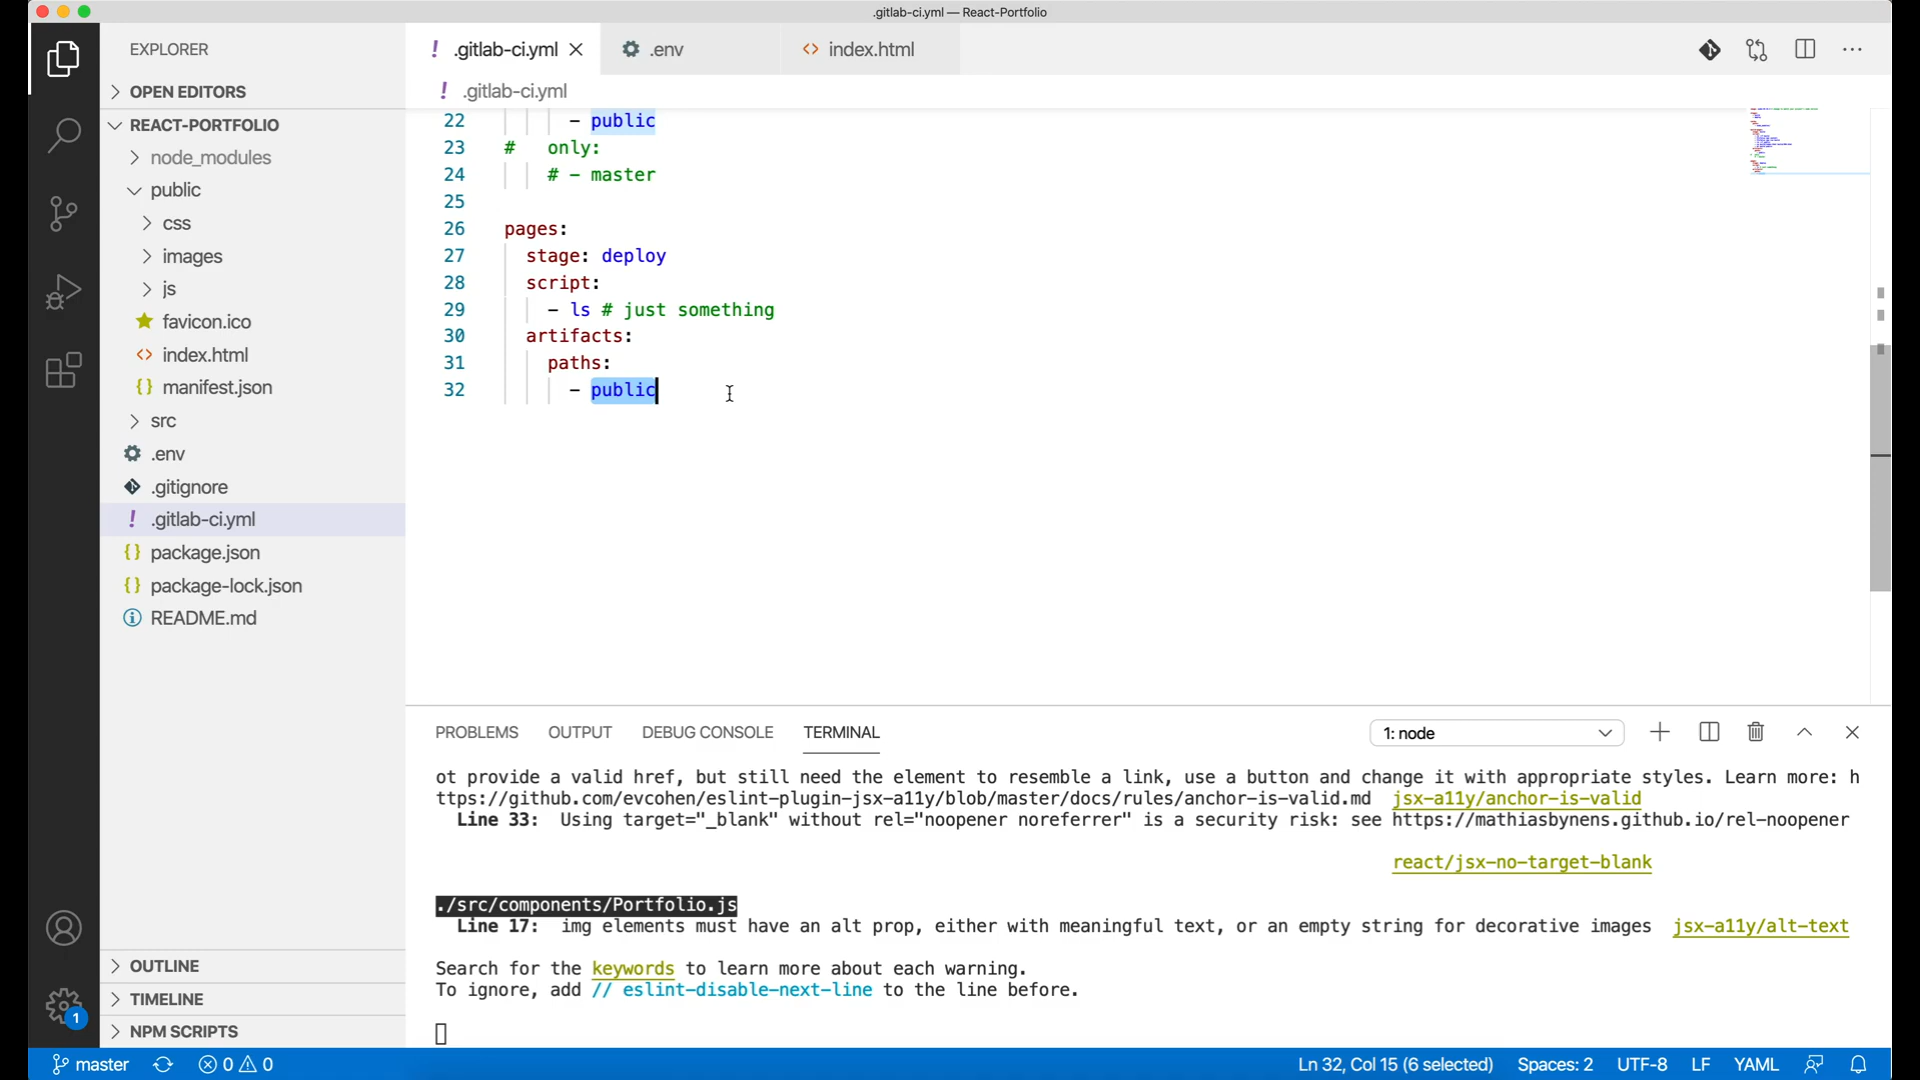 .gitlab-ci.yml — React-Portfolio
EXPLORER
OPEN EDITORS
REACT-PORTFOLIO
node_modules
public
css
images
js
favicon.ico
index.html
manifest.json
src
.env
.gitignore
.gitlab-ci.yml
package.json
package-lock.json
README.md
OUTLINE
TIMELINE
NPM SCRIPTS
.gitlab-ci.yml
.env
index.html
.gitlab-ci.yml
22 - public
23 # only:
24 # - master
25
26 pages:
27 stage: deploy
28 script:
29 - ls # just something
30 artifacts:
31 paths:
32 - public
PROBLEMS OUTPUT DEBUG CONSOLE TERMINAL
1: node
ot provide a valid href, but still need the element to resemble a link, use a button and change it with appropriate styles. Learn more: h
ttps://github.com/evcohen/eslint-plugin-jsx-a11y/blob/master/docs/rules/anchor-is-valid.md jsx-a11y/anchor-is-valid
Line 33: Using target="_blank" without rel="noopener noreferrer" is a security risk: see https://mathiasbynens.github.io/rel-noopener
react/jsx-no-target-blank
./src/components/Portfolio.js
Line 17: img elements must have an alt prop, either with meaningful text, or an empty string for decorative images jsx-a11y/alt-text
Search for the keywords to learn more about each warning.
To ignore, add // eslint-disable-next-line to the line before.
1
master 0 0 Ln 32, Col 15 (6 selected) Spaces: 2 UTF-8 LF YAML